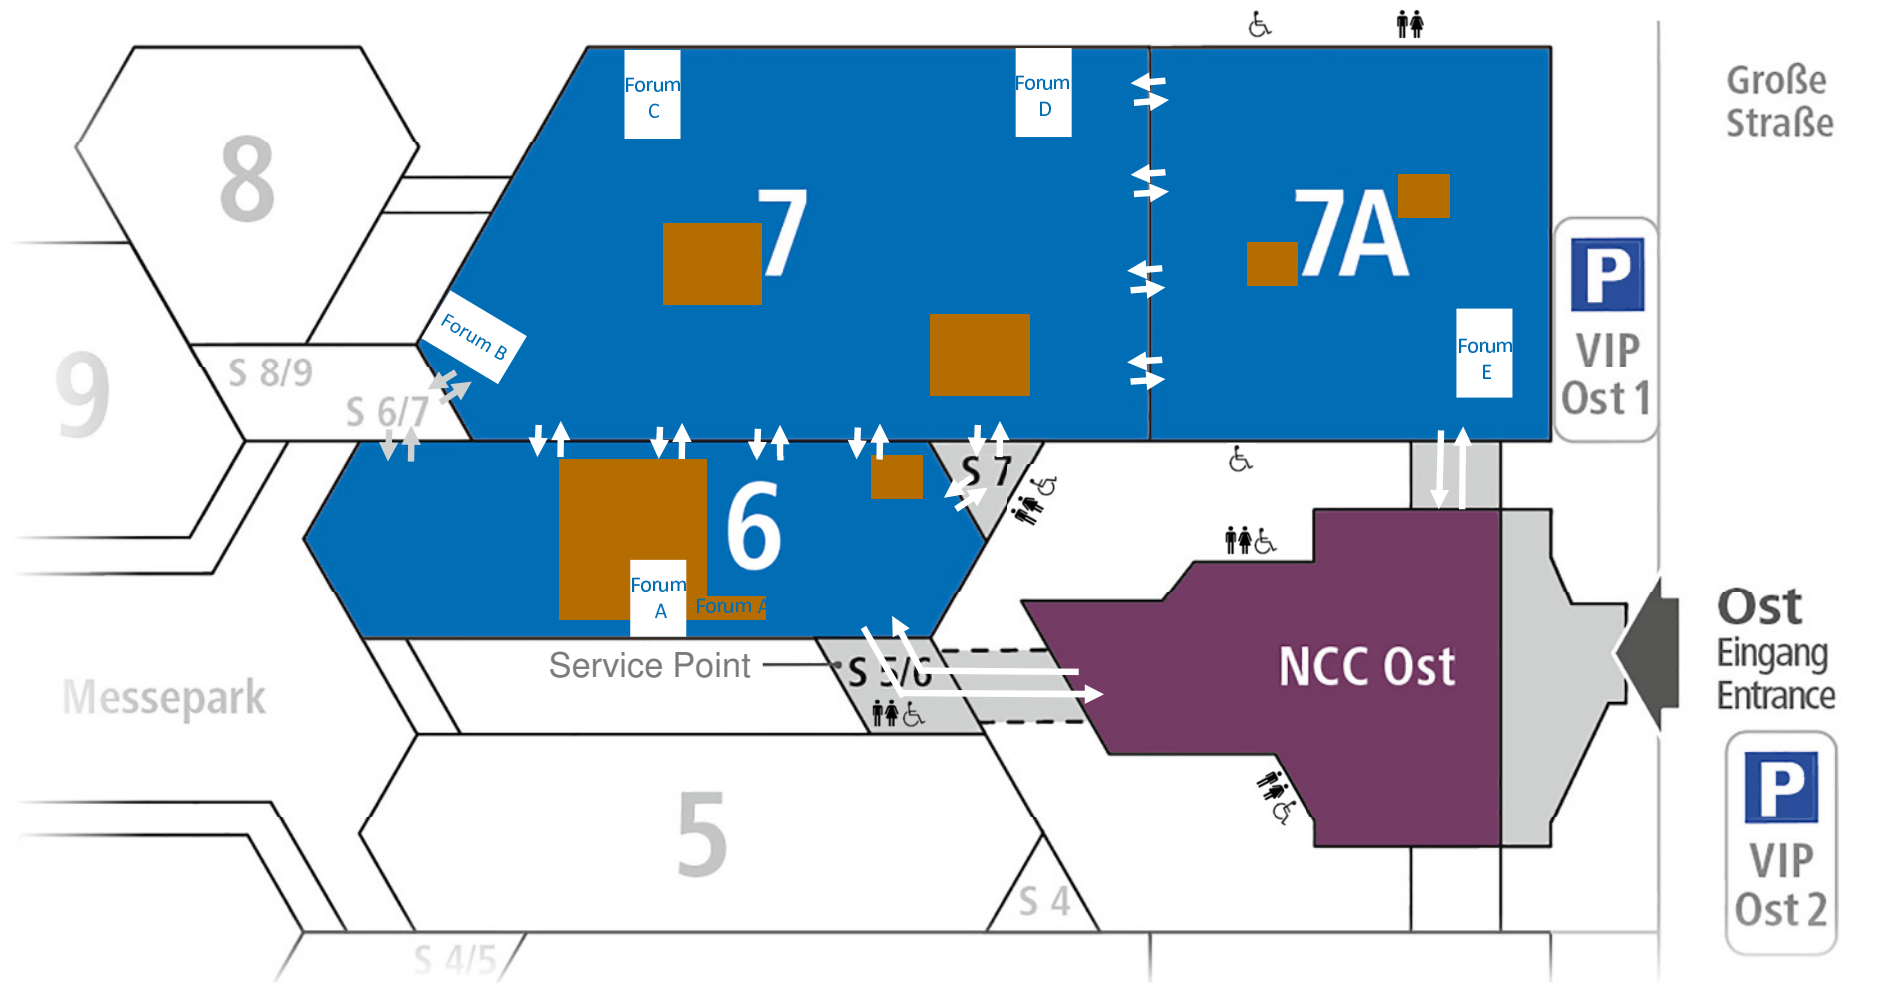 Große
Straße
Forum
C
Forum
D
8
7
7A
P
VIP
Ost 1
Forum B
Forum
E
9
S 8/9
S 6/7
S 7
6
Forum
A
Forum A
Ost
Eingang
Entrance
Service Point
S 5/6
NCC Ost
Messepark
P
VIP
Ost 2
5
S 4
S 4/5